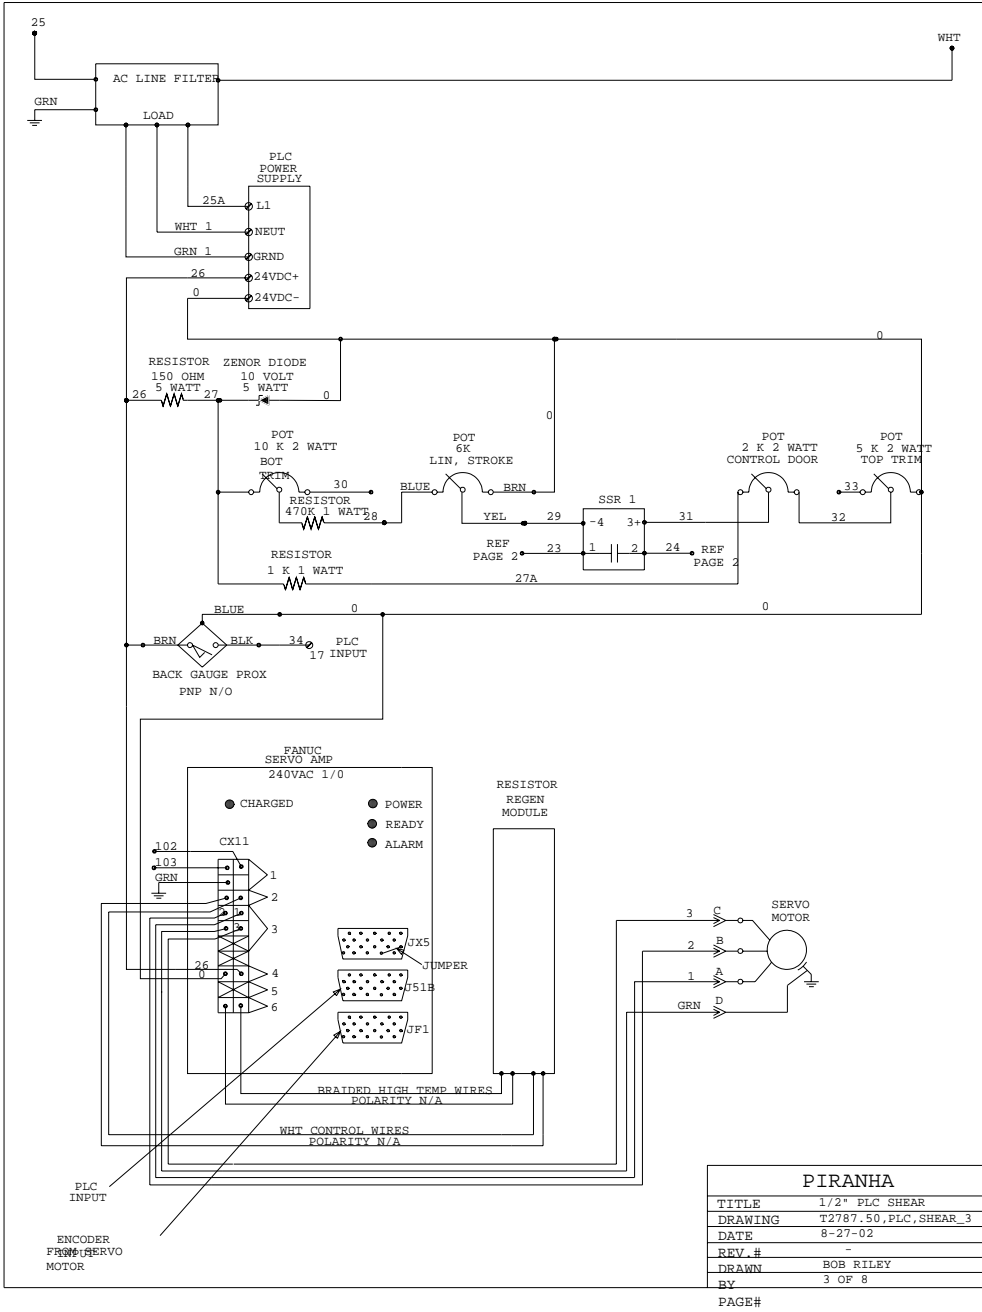 25
WHT
AC LINE FILTER
GRN
LOAD
PLC
POWER
SUPPLY
25A L1
WHT 1 NEUT
GRN 1 GRND
26 24VDC+
0 24VDC-
0
RESISTOR ZENOR DIODE
150 OHM 10 VOLT
5 WATT 5 WATT
26 27 0
0
POT
10 K 2 WATT
BOT
TRIM
POT
6K
LIN, STROKE
POT
2 K 2 WATT
CONTROL DOOR
POT
5 K 2 WATT
TOP TRIM
30 BLUE BRN 33
RESISTOR
470K 1 WATT
28
SSR 1
YEL 29 -4 3+ 31 32
REF
PAGE 2
23 1 2 24
REF
PAGE 2
RESISTOR
1 K 1 WATT
27A
BLUE 0 0
BRN BLK 34
17
PLC
INPUT
BACK GAUGE PROX
PNP N/O
FANUC
SERVO AMP
240VAC 1/0
CHARGED POWER
READY
ALARM
RESISTOR
REGEN
MODULE
CX11
102
103
GRN
1
2
2 1
3
3
26
0
4
5
6
JX5
JUMPER
J51B
JF1
SERVO
MOTOR
3 C
2 B
1 A
GRN D
BRAIDED HIGH TEMP WIRES
POLARITY N/A
WHT CONTROL WIRES
POLARITY N/A
PLC
INPUT
ENCODER
INPUT
FROM SERVO
MOTOR
PIRANHA
TITLE 1/2" PLC SHEAR
DRAWING T2787.50,PLC,SHEAR_3
DATE 8-27-02
REV.# -
DRAWN BOB RILEY
BY 3 OF 8
PAGE#